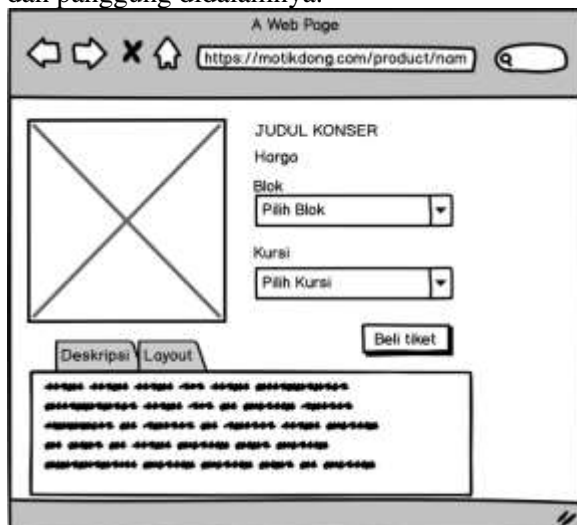 dan panggung didalamnya.
A Web Page
https://motikdong.com/product/nam
JUDUL KONSER
Harga
Blok
Pilih Blok
Kursi
Pilih Kursi
Beli tiket
Deskripsi
Layout